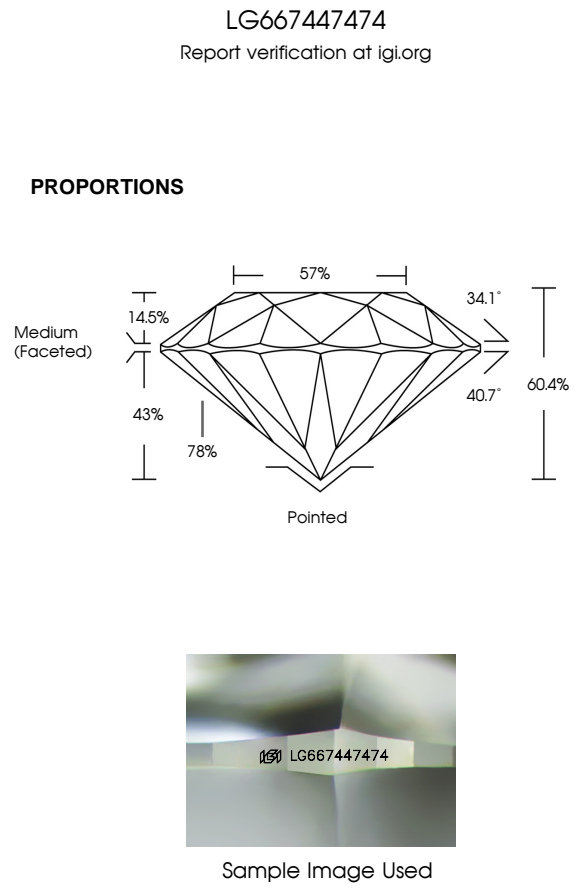 LG667447474
Report verification at igi.org
PROPORTIONS
57%
34.1°
14.5%
Medium
(Faceted)
40.7°
60.4%
43%
78%
Pointed
IGI LG667447474
Sample Image Used